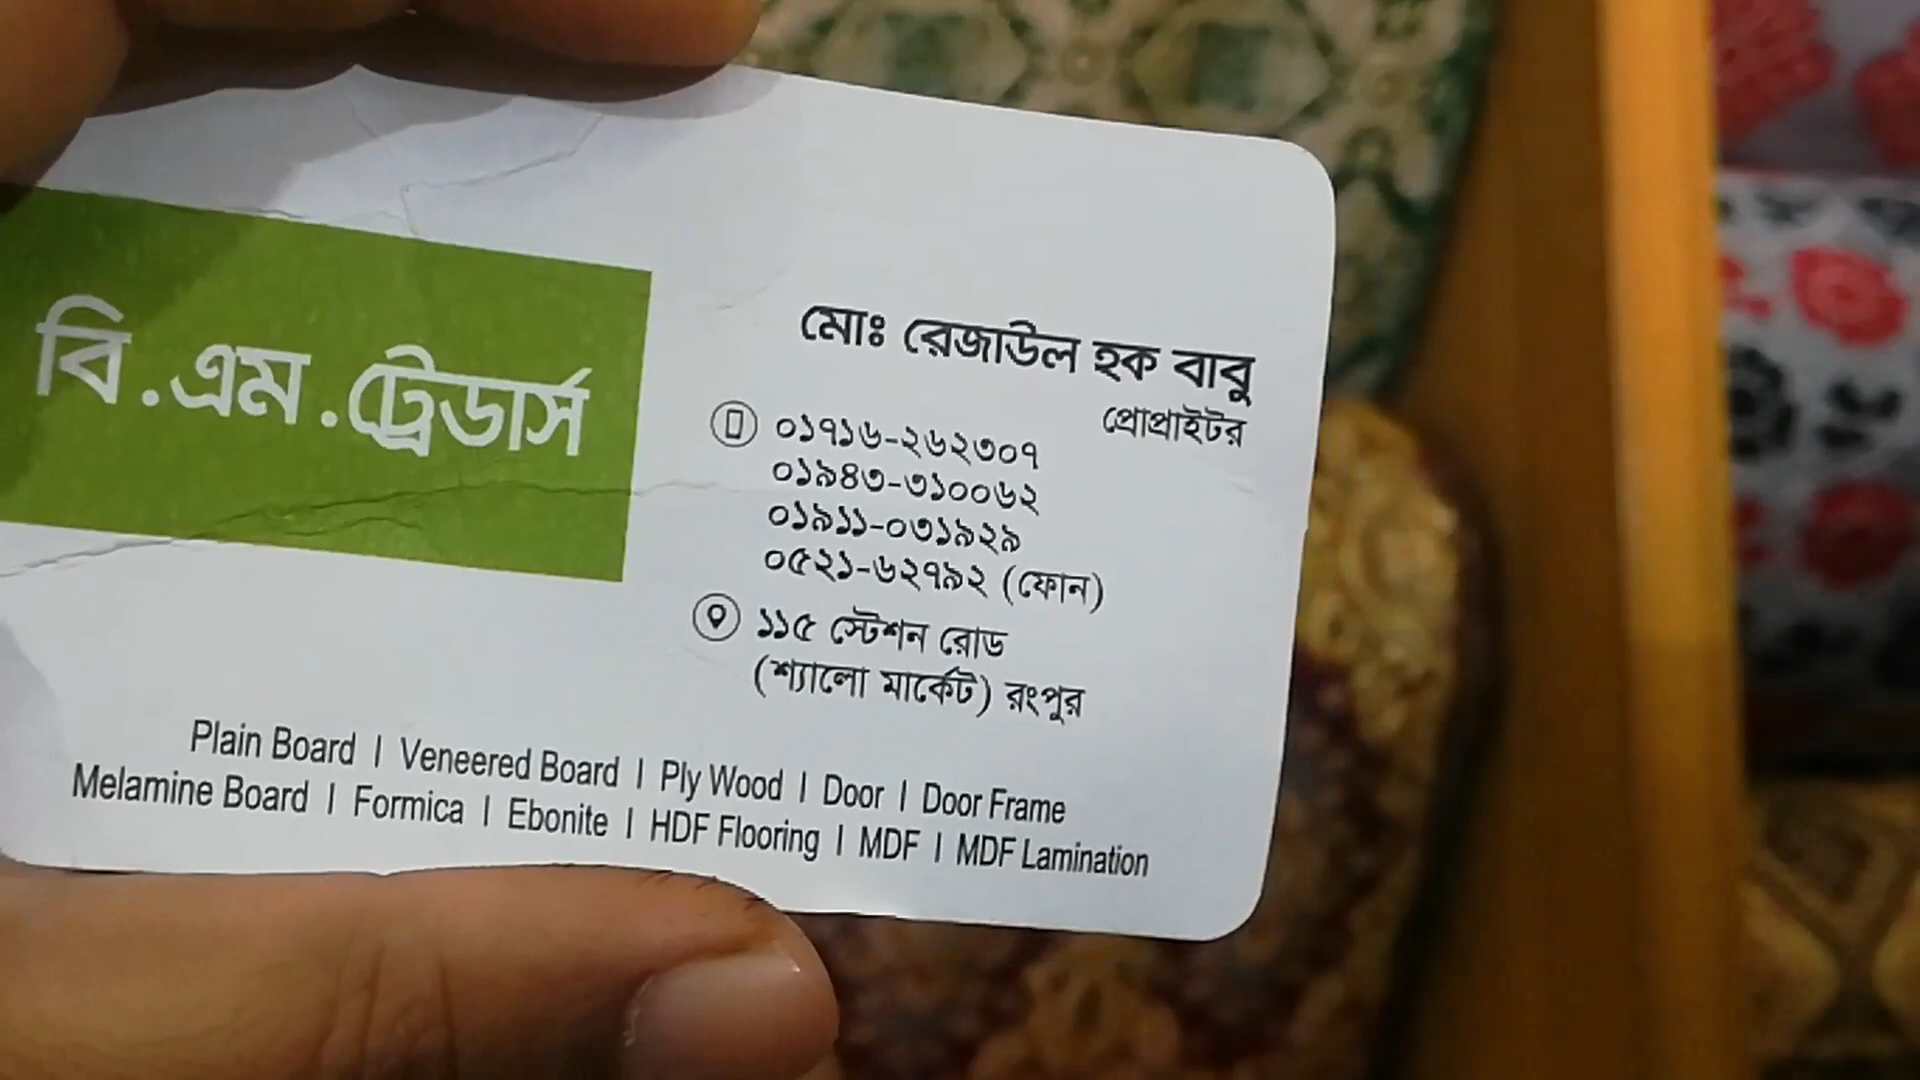 বি.এম.ট্রেডার্স
মোঃ রেজাউল হক বাবু
প্রোপ্রাইটর
০১৭১৬-২৬২৩০৭
০১৯৪৩-৩১০০৬২
০১৯১১-০৩১৯২৯
০৫২১-৬২৭৯২ (ফোন)
১১৫ স্টেশন রোড
(শ্যালো মার্কেট) রংপুর
Plain Board | Veneered Board | Ply Wood | Door | Door Frame
Melamine Board | Formica | Ebonite | HDF Flooring | MDF | MDF Lamination